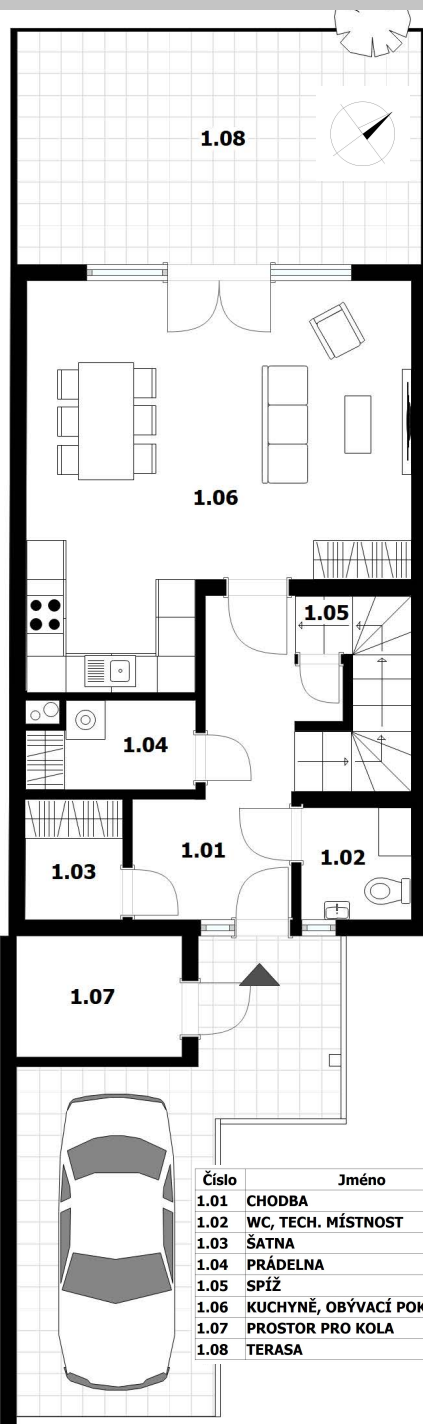 1.08
1.06
1.05
1.04
1.01
1.02
1.03
1.07
Číslo Jméno
1.01 CHODBA
1.02 WC, TECH. MÍSTNOST
1.03 ŠATNA
1.04 PRÁDELNA
1.05 SPÍŽ
1.06 KUCHYNĚ, OBÝVACÍ POK
1.07 PROSTOR PRO KOLA
1.08 TERASA